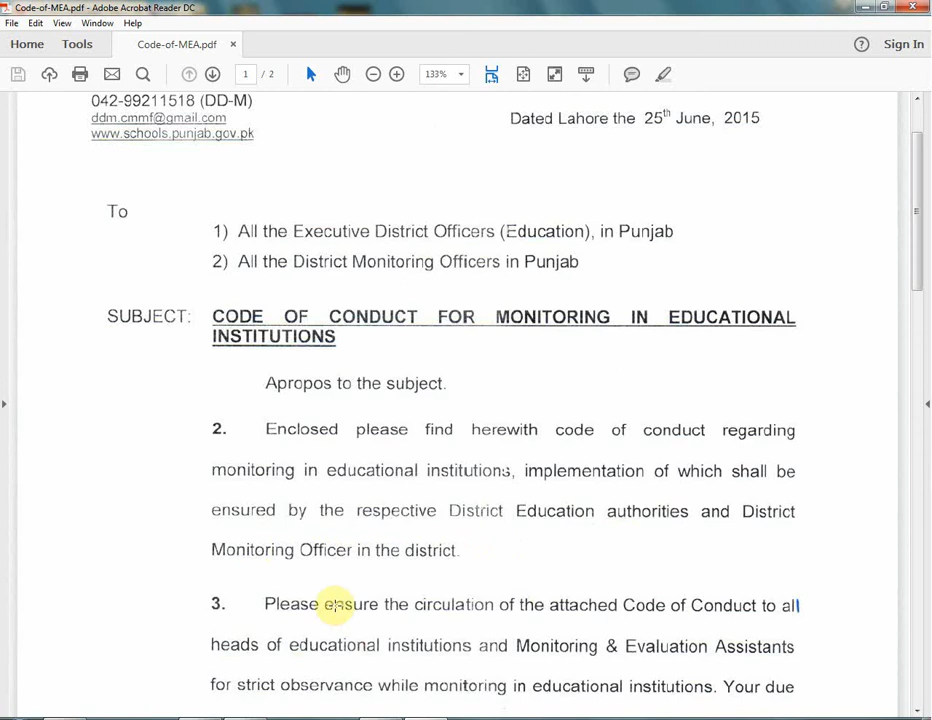 Code-of-MEA.pdf - Adobe Acrobat Reader DC
File Edit View Window Help
Home Tools Code-of-MEA.pdf × Sign In
1 / 2 133%
042-99211518 (DD-M)
ddm.cmmf@gmail.com
Dated Lahore the 25th June, 2015
www.schools.punjab.gov.pk
To
1) All the Executive District Officers (Education), in Punjab
2) All the District Monitoring Officers in Punjab
SUBJECT: CODE OF CONDUCT FOR MONITORING IN EDUCATIONAL
INSTITUTIONS
Apropos to the subject.
2. Enclosed please find herewith code of conduct regarding
monitoring in educational institutions, implementation of which shall be
ensured by the respective District Education authorities and District
Monitoring Officer in the district.
3. Please ensure the circulation of the attached Code of Conduct to all
heads of educational institutions and Monitoring & Evaluation Assistants
for strict observance while monitoring in educational institutions. Your due